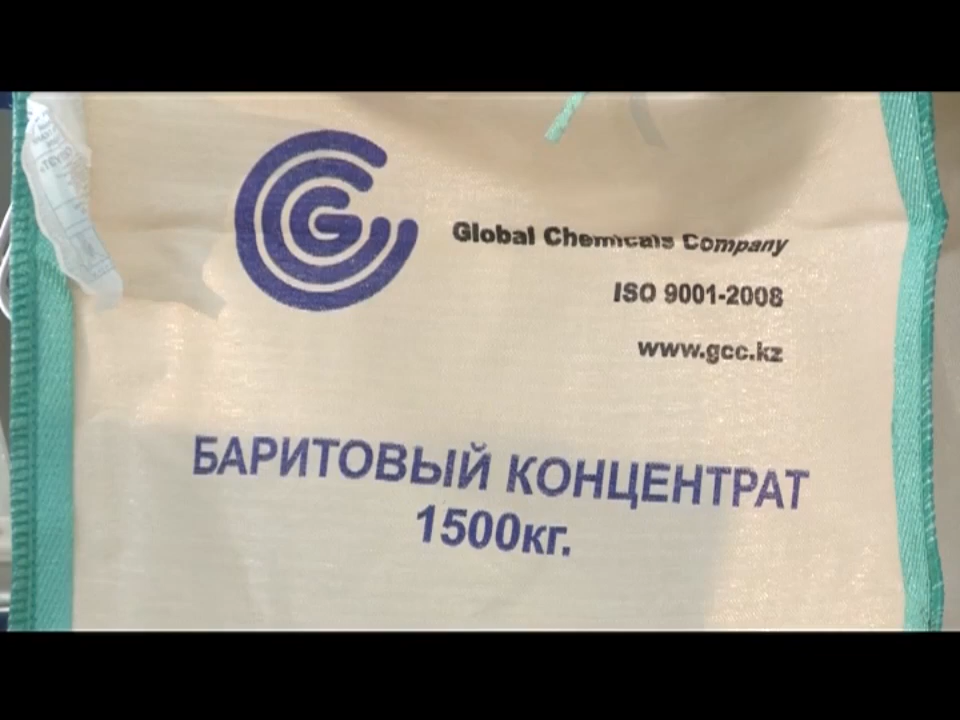 Global Chemicals Company
ISO 9001-2008
www.gcc.kz
БАРИТОВЫЙ КОНЦЕНТРАТ
1500кг.